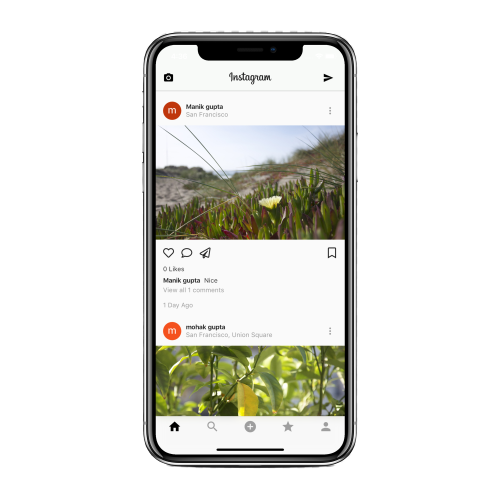 Instagram
m
Manik gupta
San Francisco
0 Likes
Manik gupta Nice
View all 1 comments
1 Day Ago
m
mohak gupta
San Francisco, Union Square